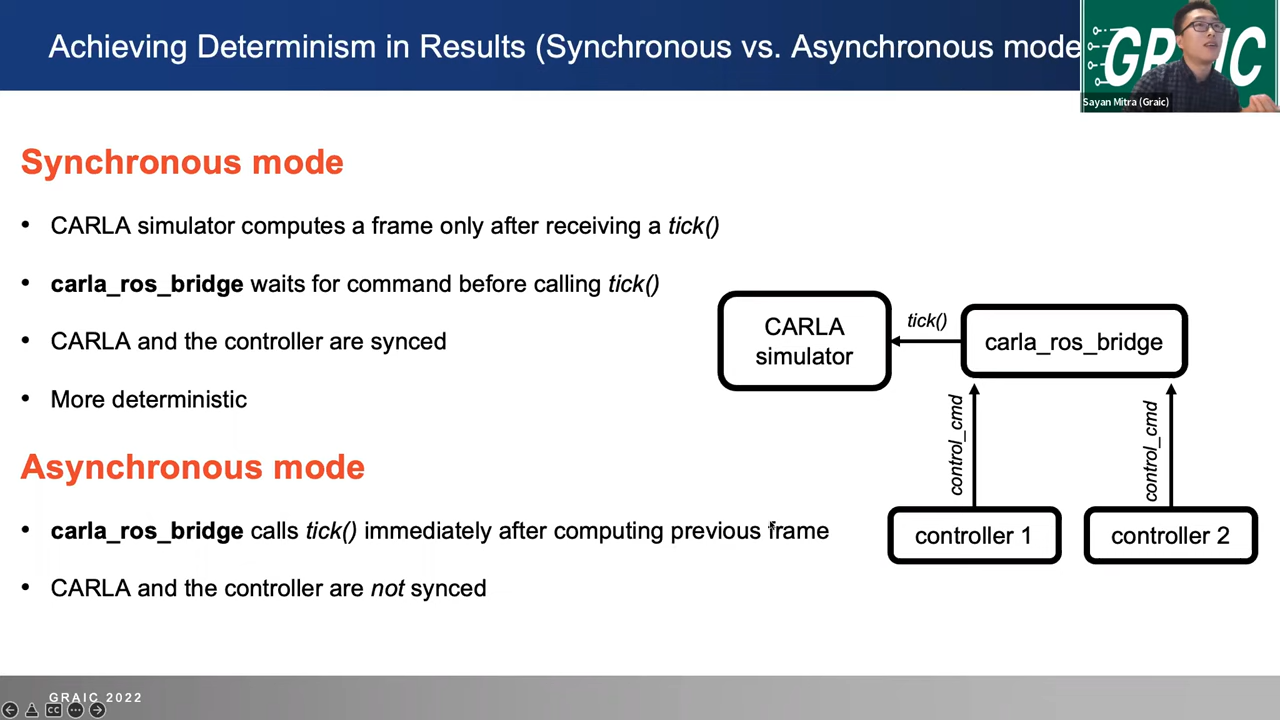 Achieving Determinism in Results (Synchronous vs. Asynchronous mode
GRAIC
Sayan Mitra (Graic)
Synchronous mode
• CARLA simulator computes a frame only after receiving a tick()
• carla_ros_bridge waits for command before calling tick()
• CARLA and the controller are synced
• More deterministic
Asynchronous mode
• carla_ros_bridge calls tick() immediately after computing previous frame
• CARLA and the controller are not synced
CARLA
simulator
tick()
carla_ros_bridge
control_cmd
control_cmd
controller 1
controller 2
GRAIC 2022
CC